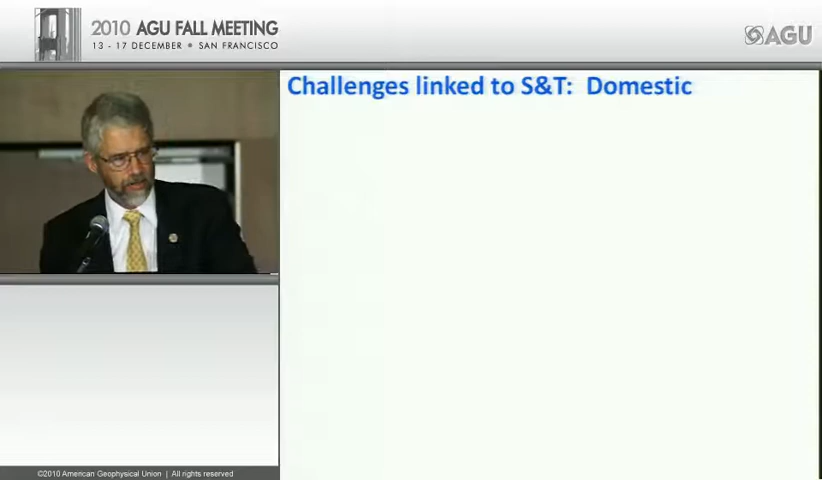 2010 AGU FALL MEETING
13 - 17 DECEMBER • SAN FRANCISCO
AGU
Challenges linked to S&T: Domestic
©2010 American Geophysical Union | All rights reserved